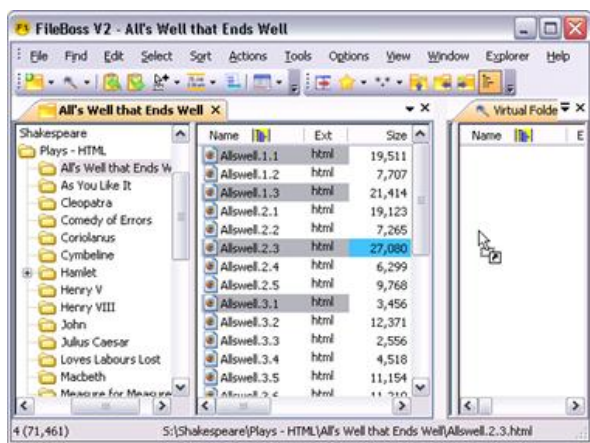 FileBoss V2 - All's Well that Ends Well
File Find Edit Select Sort Actions Tools Options View Window Explorer Help
All's Well that Ends Well
Virtual Folde
Shakespeare
Plays - HTML
All's Well that Ends W
As You Like It
Cleopatra
Comedy of Errors
Coriolanus
Cymbeline
Hamlet
Henry V
Henry VIII
John
Julius Caesar
Loves Labours Lost
Macbeth
Measure for Measure
Name Ext Size
Allswell.1.1 html 19,511
Allswell.1.2 html 7,707
Allswell.1.3 html 21,414
Allswell.2.1 html 19,123
Allswell.2.2 html 7,265
Allswell.2.3 html 27,080
Allswell.2.4 html 6,299
Allswell.2.5 html 9,768
Allswell.3.1 html 3,456
Allswell.3.2 html 12,371
Allswell.3.3 html 2,556
Allswell.3.4 html 4,518
Allswell.3.5 html 11,154
Allswell.3.6 html
Name E
4 (71,461) S:\Shakespeare\Plays - HTML\All's Well that Ends Well\Allswell.2.3.html